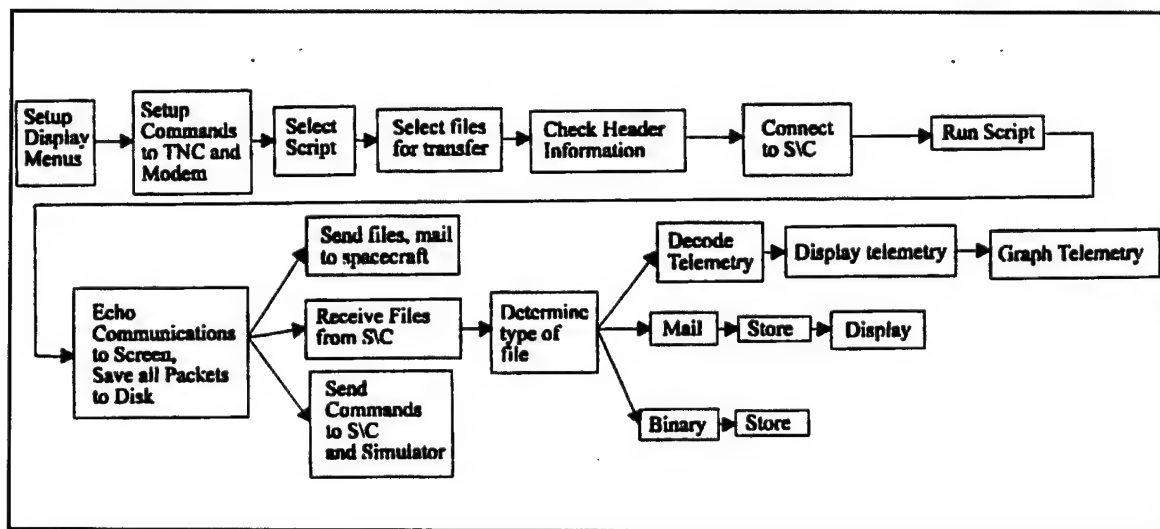 Setup
Display
Menus
Setup
Commands
to TNC and
Modem
Select
Script
Select files
for transfer
Check Header
Information
Connect
to S\C
Run Script
Echo
Communications
to Screen,
Save all Packets
to Disk
Send files, mail
to spacecraft
Receive Files
from S\C
Send
Commands
to S\C
and Simulator
Determine
type of
file
Decode
Telemetry
Display telemetry
Graph Telemetry
Mail
Store
Display
Binary
Store